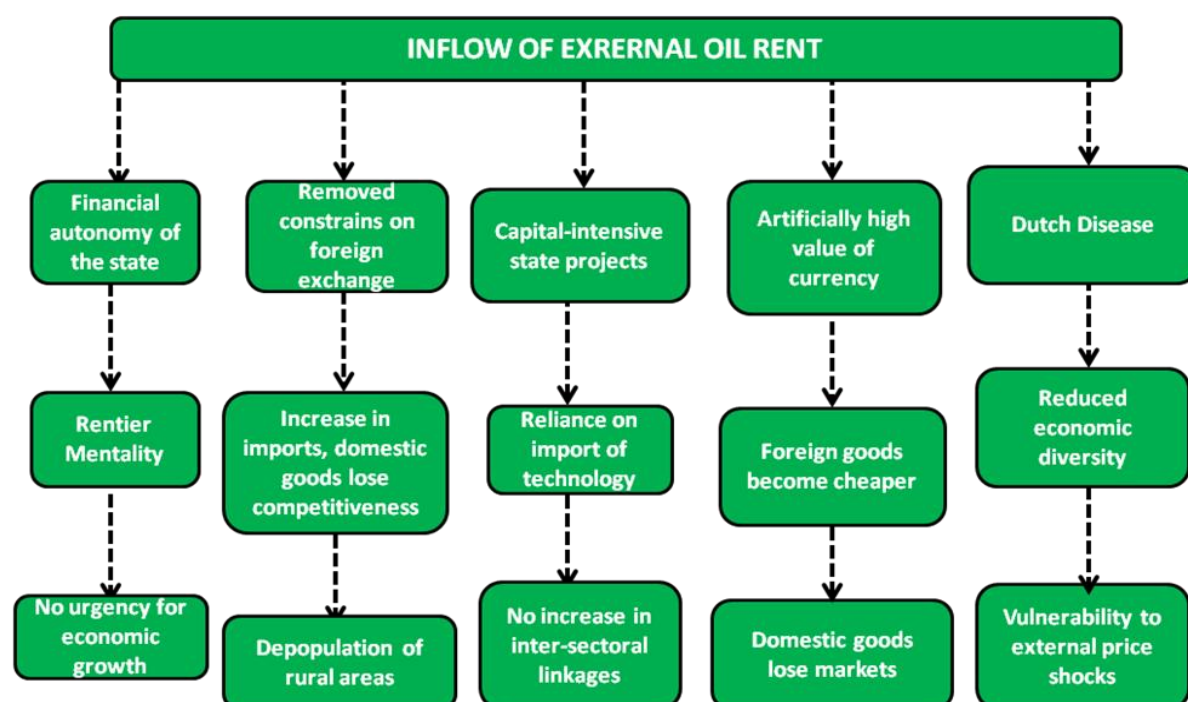 INFLOW OF EXRERNAL OIL RENT
Financial
autonomy of
the state
Removed
constrains on
foreign
exchange
Capital-intensive
state projects
Artificially high
value of
currency
Dutch Disease
Rentier
Mentality
Increase in
imports, domestic
goods lose
competitiveness
Reliance on
import of
technology
Foreign goods
become cheaper
Reduced
economic
diversity
No urgency for
economic
growth
Depopulation of
rural areas
No increase in
inter-sectoral
linkages
Domestic goods
lose markets
Vulnerability to
external price
shocks